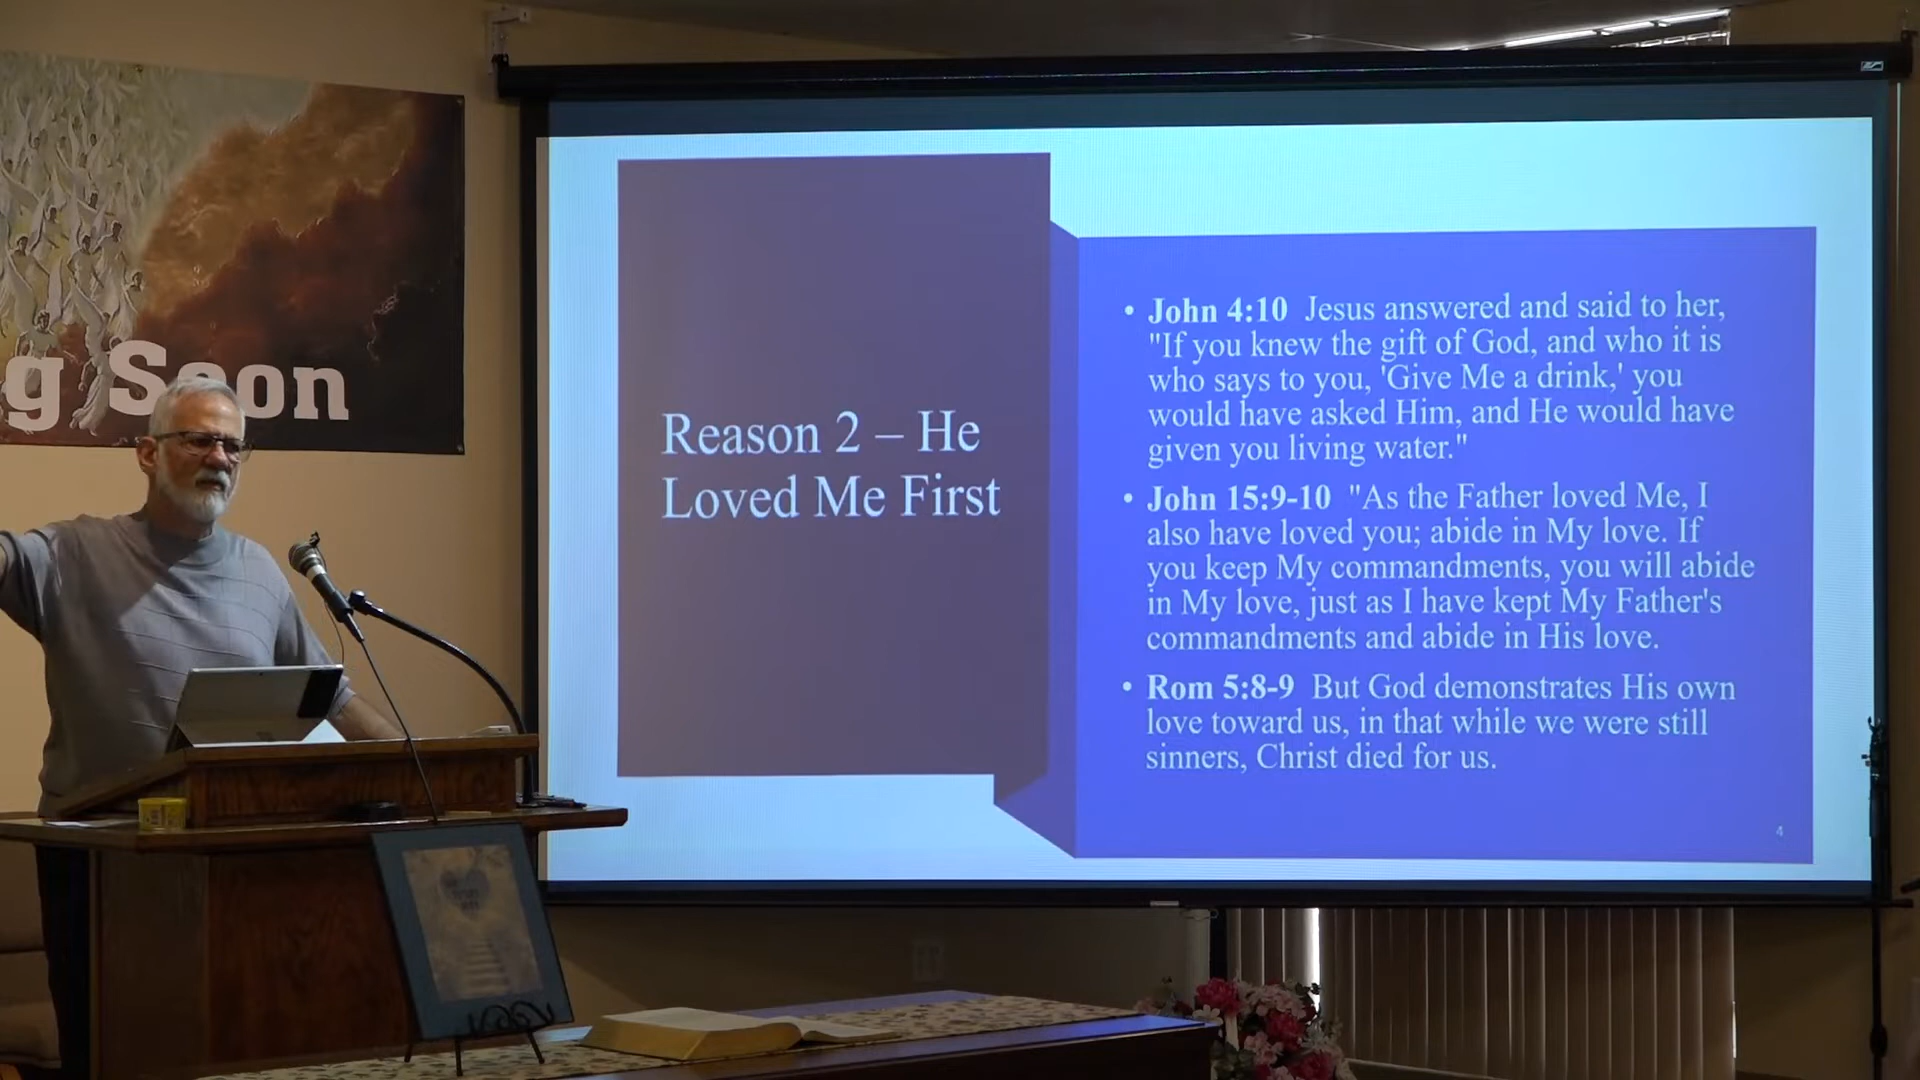 g Soon
Reason 2 – He
Loved Me First
• John 4:10 Jesus answered and said to her,
"If you knew the gift of God, and who it is
who says to you, 'Give Me a drink,' you
would have asked Him, and He would have
given you living water."
• John 15:9-10 "As the Father loved Me, I
also have loved you; abide in My love. If
you keep My commandments, you will abide
in My love, just as I have kept My Father's
commandments and abide in His love.
• Rom 5:8-9 But God demonstrates His own
love toward us, in that while we were still
sinners, Christ died for us.
4